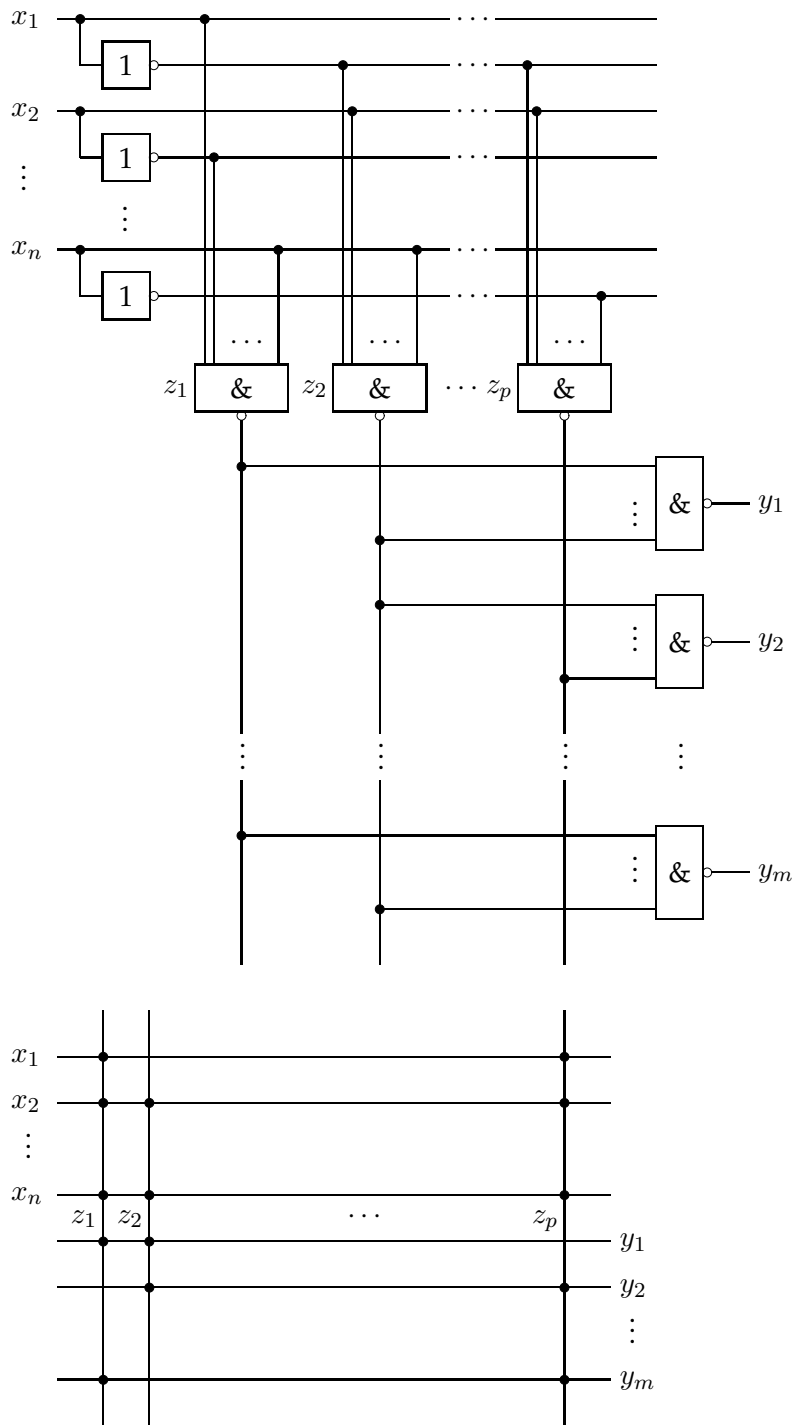 x₁ ⋯
1 ⋯
x₂ ⋯
1 ⋯
⋮ ⋮
xₙ ⋯
1 ⋯
⋯ ⋯ ⋯
z₁ & z₂ & ⋯ zₚ &
⋮ & y₁
⋮ & y₂
⋮ ⋮ ⋮ ⋮
⋮ & yₘ
x₁
x₂
⋮
xₙ
z₁ z₂ ⋯ zₚ
y₁
y₂
⋮
yₘ